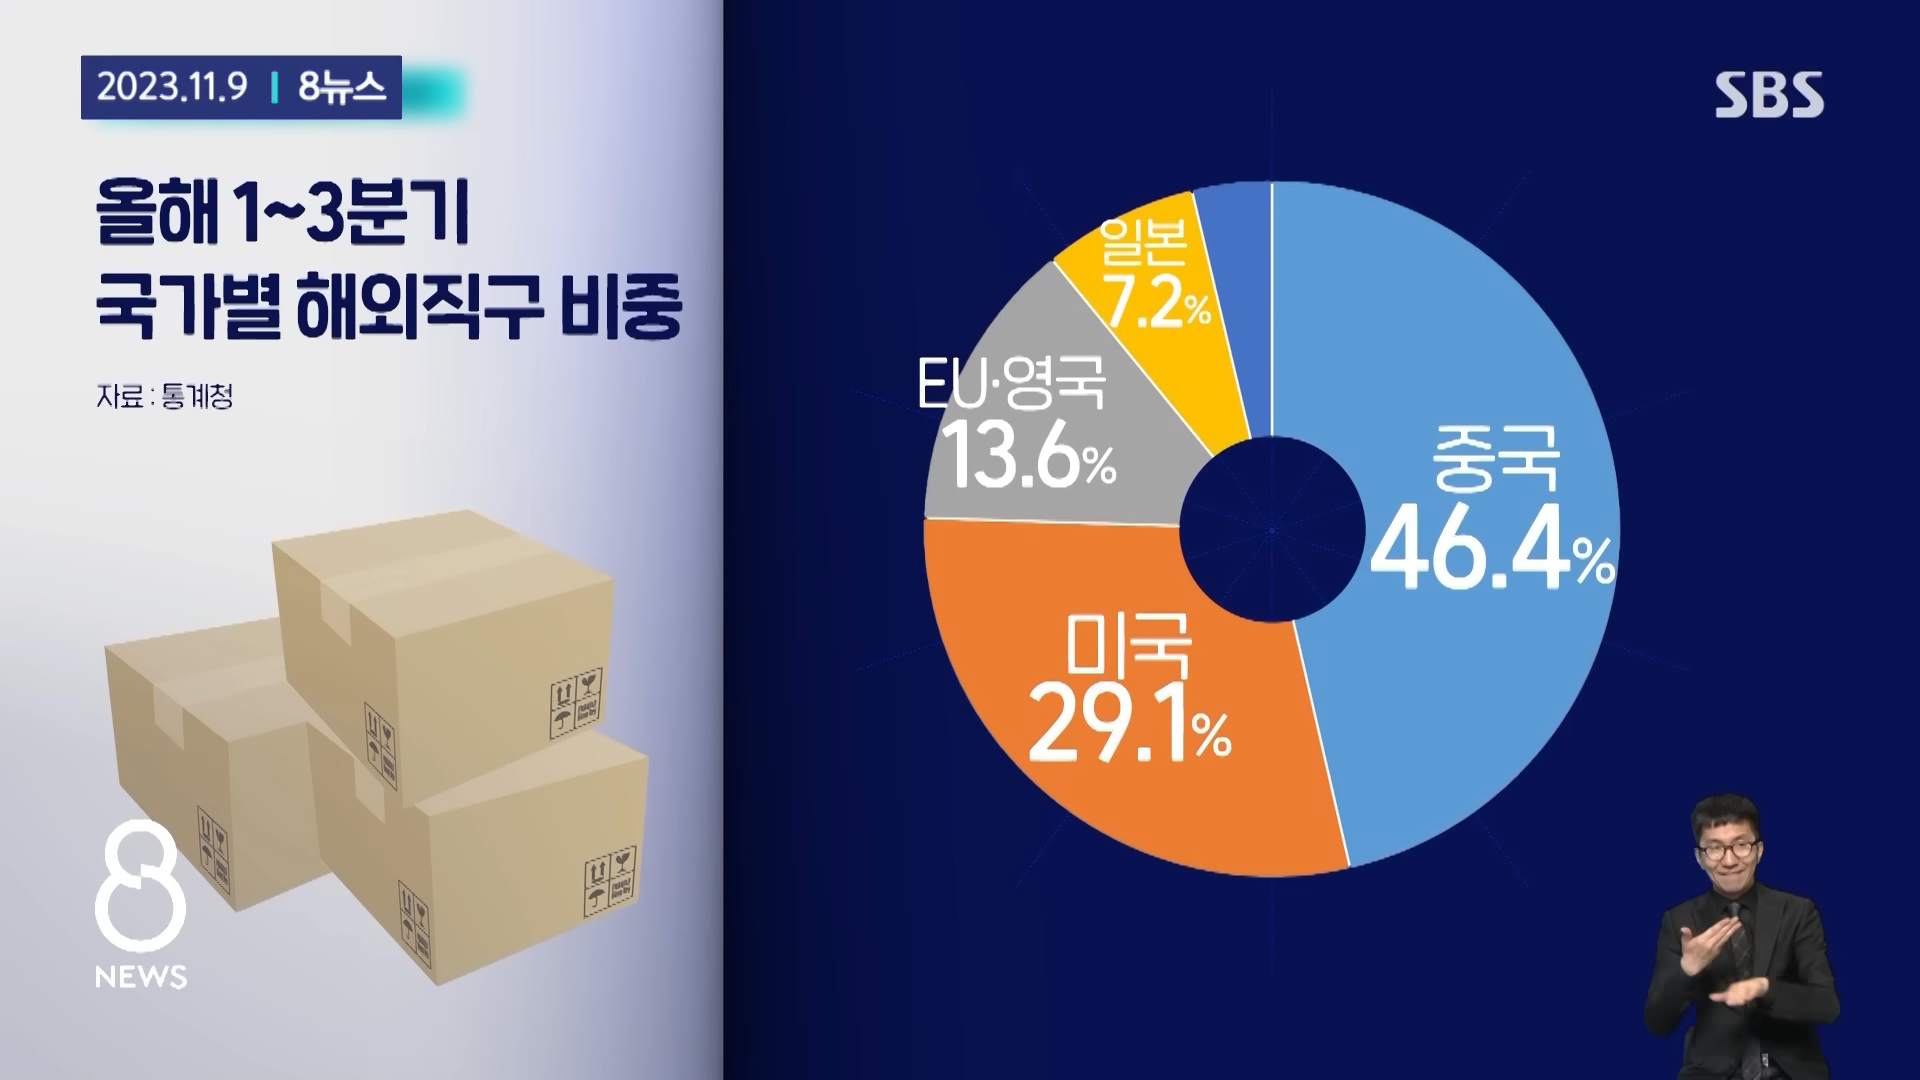 2023.11.9 | 8뉴스
SBS
올해 1~3분기
국가별 해외직구 비중
자료 : 통계청
일본
7.2%
EU·영국
13.6%
중국
46.4%
미국
29.1%
8
NEWS